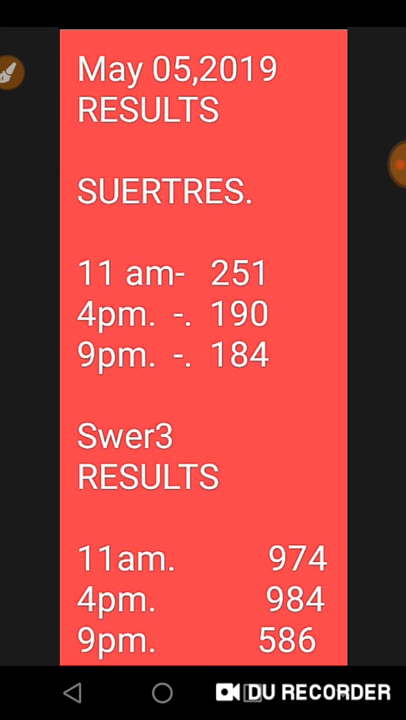 May 05,2019
RESULTS
SUERTRES.
11 am- 251
4pm. -. 190
9pm. -. 184
Swer3
RESULTS
11am. 974
4pm. 984
9pm. 586
DU RECORDER